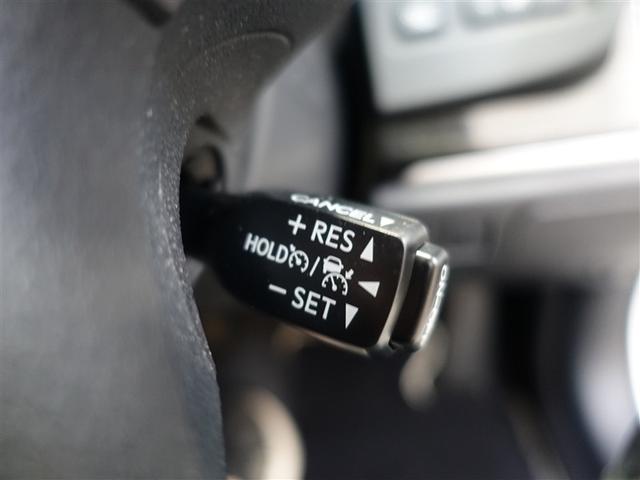 CANCEL▼
+ RES ▲
HOLD / ◀
− SET ▼